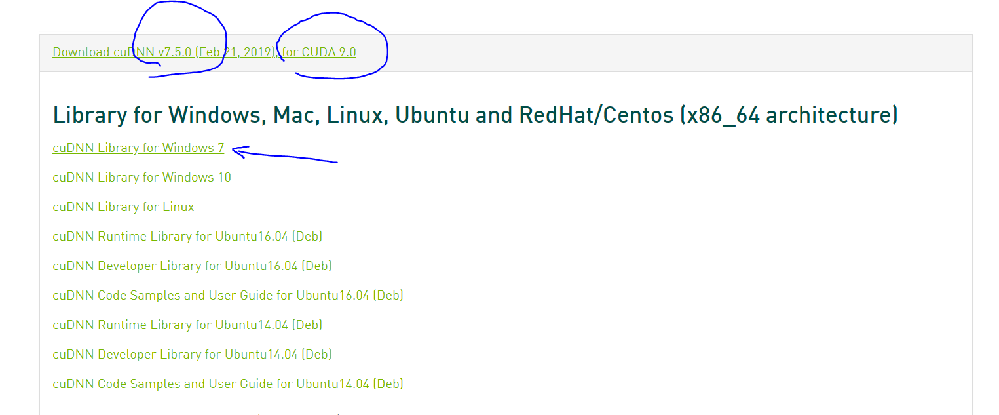 Download cuDNN v7.5.0 (Feb 21, 2019), for CUDA 9.0
Library for Windows, Mac, Linux, Ubuntu and RedHat/Centos (x86_64 architecture)
cuDNN Library for Windows 7
cuDNN Library for Windows 10
cuDNN Library for Linux
cuDNN Runtime Library for Ubuntu16.04 (Deb)
cuDNN Developer Library for Ubuntu16.04 (Deb)
cuDNN Code Samples and User Guide for Ubuntu16.04 (Deb)
cuDNN Runtime Library for Ubuntu14.04 (Deb)
cuDNN Developer Library for Ubuntu14.04 (Deb)
cuDNN Code Samples and User Guide for Ubuntu14.04 (Deb)